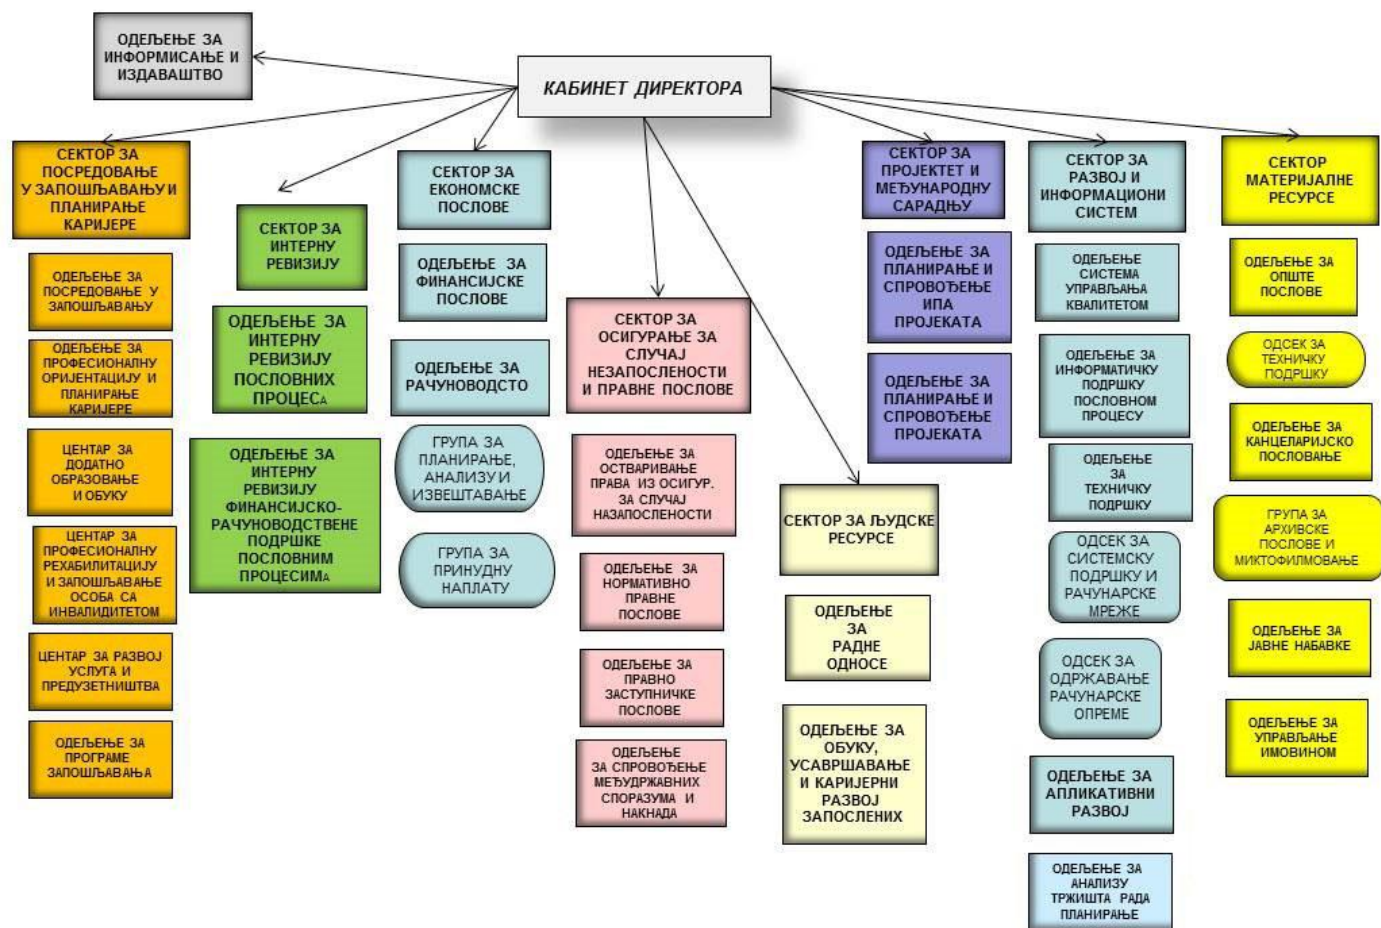 ОДЕЉЕЊЕ ЗА
ИНФОРМИСАЊЕ И
ИЗДАВАШТВО
КАБИНЕТ ДИРЕКТОРА
СЕКТОР ЗА
ПОСРЕДОВАЊЕ
У ЗАПОШЉАВАЊУ И
ПЛАНИРАЊЕ
КАРИЈЕРЕ
ОДЕЉЕЊЕ ЗА
ПОСРЕДОВАЊЕ У
ЗАПОШЉАВАЊУ
ОДЕЉЕЊЕ ЗА
ПРОФЕСИОНАЛНУ
ОРИЈЕНТАЦИЈУ И
ПЛАНИРАЊЕ
КАРИЈЕРЕ
ЦЕНТАР ЗА
ДОДАТНО
ОБРАЗОВАЊЕ
И ОБУКУ
ЦЕНТАР ЗА
ПРОФЕСИОНАЛНУ
РЕХАБИЛИТАЦИЈУ
И ЗАПОШЉАВАЊЕ
ОСОБА СА
ИНВАЛИДИТЕТОМ
ЦЕНТАР ЗА РАЗВОЈ
УСЛУГА И
ПРЕДУЗЕТНИШТВА
ОДЕЉЕЊЕ ЗА
ПРОГРАМЕ
ЗАПОШЉАВАЊА
СЕКТОР ЗА
ИНТЕРНУ
РЕВИЗИЈУ
ОДЕЉЕЊЕ ЗА
ИНТЕРНУ
РЕВИЗИЈУ
ПОСЛОВНИХ
ПРОЦЕСА
ОДЕЉЕЊЕ ЗА
ИНТЕРНУ
РЕВИЗИЈУ
ФИНАНСИЈСКО-
РАЧУНОВОДСТВЕНЕ
ПОДРШКЕ
ПОСЛОВНИМ
ПРОЦЕСИМА
СЕКТОР ЗА
ЕКОНОМСКЕ
ПОСЛОВЕ
ОДЕЉЕЊЕ ЗА
ФИНАНСИЈСКЕ
ПОСЛОВЕ
ОДЕЉЕЊЕ ЗА
РАЧУНОВОДСТО
ГРУПА ЗА
ПЛАНИРАЊЕ,
АНАЛИЗУ И
ИЗВЕШТАВАЊЕ
ГРУПА ЗА
ПРИНУДНУ
НАПЛАТУ
СЕКТОР ЗА
ОСИГУРАЊЕ ЗА
СЛУЧАЈ
НЕЗАПОСЛЕНОСТИ
И ПРАВНЕ ПОСЛОВЕ
ОДЕЉЕЊЕ ЗА
ОСТВАРИВАЊЕ
ПРАВА ИЗ ОСИГУР.
ЗА СЛУЧАЈ
НАЗАПОСЛЕНОСТИ
ОДЕЉЕЊЕ ЗА
НОРМАТИВНО
ПРАВНЕ
ПОСЛОВЕ
ОДЕЉЕЊЕ ЗА
ПРАВНО
ЗАСТУПНИЧКЕ
ПОСЛОВЕ
ОДЕЉЕЊЕ
ЗА СПРОВОЂЕЊЕ
МЕЂУДРЖАВНИХ
СПОРАЗУМА И
НАКНАДА
СЕКТОР ЗА ЉУДСКЕ
РЕСУРСЕ
ОДЕЉЕЊЕ
ЗА
РАДНЕ
ОДНОСЕ
ОДЕЉЕЊЕ ЗА
ОБУКУ,
УСАВРШАВАЊЕ
И КАРИЈЕРНИ
РАЗВОЈ
ЗАПОСЛЕНИХ
СЕКТОР ЗА
ПРОЈЕКТЕТ И
МЕЂУНАРОДНУ
САРАДЊУ
ОДЕЉЕЊЕ ЗА
ПЛАНИРАЊЕ И
СПРОВОЂЕЊЕ
ИПА
ПРОЈЕКАТА
ОДЕЉЕЊЕ ЗА
ПЛАНИРАЊЕ И
СПРОВОЂЕЊЕ
ПРОЈЕКАТА
СЕКТОР ЗА
РАЗВОЈ И
ИНФОРМАЦИОНИ
СИСТЕМ
ОДЕЉЕЊЕ
СИСТЕМА
УПРАВЉАЊА
КВАЛИТЕТОМ
ОДЕЉЕЊЕ ЗА
ИНФОРМАТИЧКУ
ПОДРШКУ
ПОСЛОВНОМ
ПРОЦЕСУ
ОДЕЉЕЊЕ
ЗА
ТЕХНИЧКУ
ПОДРШКУ
ОДСЕК ЗА
СИСТЕМСКУ
ПОДРШКУ И
РАЧУНАРСКЕ
МРЕЖЕ
ОДСЕК ЗА
ОДРЖАВАЊЕ
РАЧУНАРСКЕ
ОПРЕМЕ
ОДЕЉЕЊЕ ЗА
АПЛИКАТИВНИ
РАЗВОЈ
ОДЕЉЕЊЕ ЗА
АНАЛИЗУ
ТРЖИШТА РАДА
ПЛАНИРАЊЕ
СЕКТОР
МАТЕРИЈАЛНЕ
РЕСУРСЕ
ОДЕЉЕЊЕ ЗА
ОПШТЕ
ПОСЛОВЕ
ОДСЕК ЗА
ТЕХНИЧКУ
ПОДРШКУ
ОДЕЉЕЊЕ ЗА
КАНЦЕЛАРИЈСКО
ПОСЛОВАЊЕ
ГРУПА ЗА
АРХИВСКЕ
ПОСЛОВЕ И
МИКТОФИЛМОВАЊЕ
ОДЕЉЕЊЕ ЗА
ЈАВНЕ НАБАВКЕ
ОДЕЉЕЊЕ ЗА
УПРАВЉАЊЕ
ИМОВИНОМ